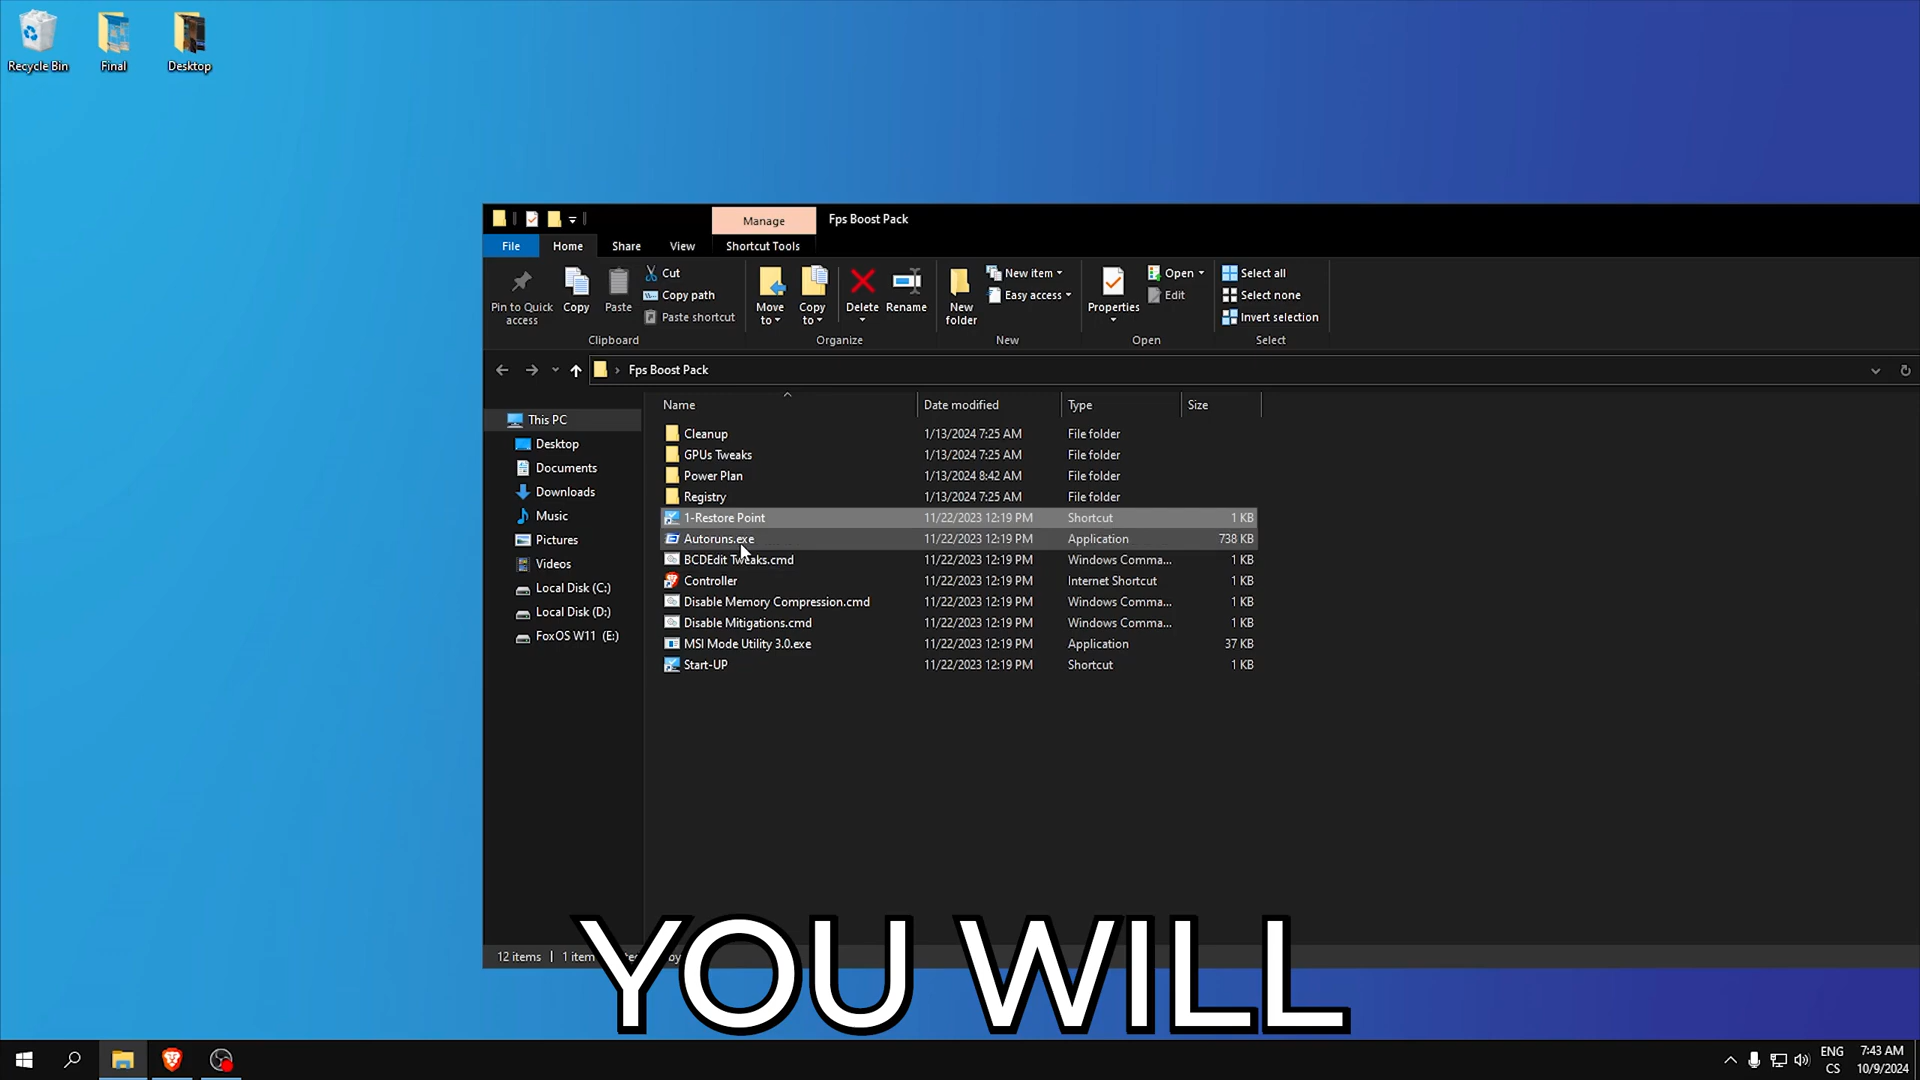 Recycle Bin
Final
Desktop
Manage
Fps Boost Pack
File
Home
Share
View
Shortcut Tools
Pin to Quick access
Copy
Paste
Cut
Copy path
Paste shortcut
Move to
Copy to
Delete
Rename
New folder
New item
Easy access
Properties
Open
Edit
Select all
Select none
Invert selection
Clipboard
Organize
New
Open
Select
Fps Boost Pack
Name
Date modified
Type
Size
This PC
Desktop
Documents
Downloads
Music
Pictures
Videos
Local Disk (C:)
Local Disk (D:)
FoxOS W11 (E:)
Cleanup 1/13/2024 7:25 AM File folder
GPUs Tweaks 1/13/2024 7:25 AM File folder
Power Plan 1/13/2024 8:42 AM File folder
Registry 1/13/2024 7:25 AM File folder
1-Restore Point 11/22/2023 12:19 PM Shortcut 1 KB
Autoruns.exe 11/22/2023 12:19 PM Application 738 KB
BCDEdit Tweaks.cmd 11/22/2023 12:19 PM Windows Comma... 1 KB
Controller 11/22/2023 12:19 PM Internet Shortcut 1 KB
Disable Memory Compression.cmd 11/22/2023 12:19 PM Windows Comma... 1 KB
Disable Mitigations.cmd 11/22/2023 12:19 PM Windows Comma... 1 KB
MSI Mode Utility 3.0.exe 11/22/2023 12:19 PM Application 37 KB
Start-UP 11/22/2023 12:19 PM Shortcut 1 KB
12 items
1 item
YOU WILL
ENG
CS
7:43 AM
10/9/2024